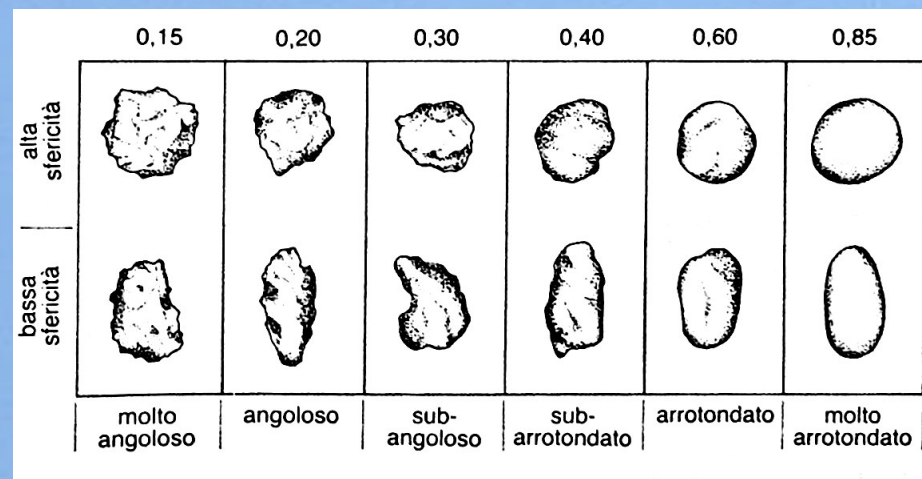 0,15 0,20 0,30 0,40 0,60 0,85
alta
sfericità
bassa
sfericità
molto
angoloso
angoloso
sub-
angoloso
sub-
arrotondato
arrotondato
molto
arrotondato